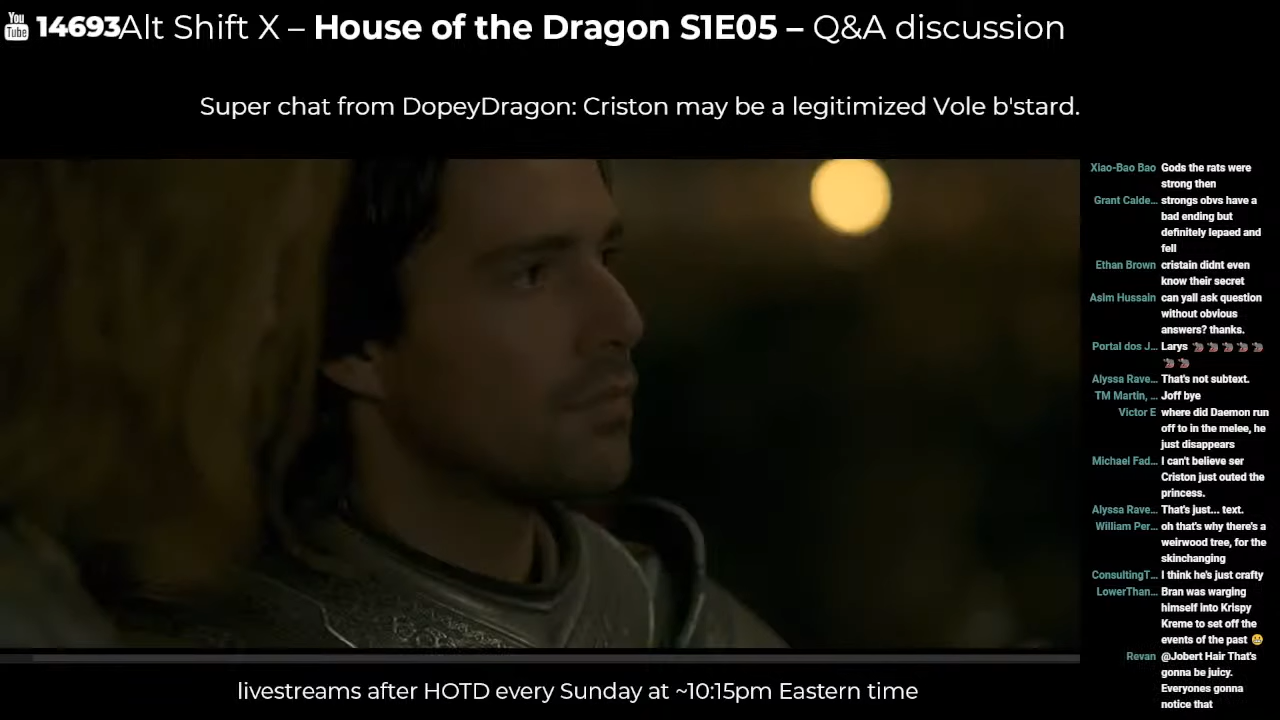 You Tube 14693 Alt Shift X – House of the Dragon S1E05 – Q&A discussion
Super chat from DopeyDragon: Criston may be a legitimized Vole b'stard.
Xiao-Bao Bao Gods the rats were
strong then
Grant Calde... strongs obvs have a
bad ending but
definitely lepaed and
fell
Ethan Brown cristain didnt even
know their secret
Asim Hussain can yall ask question
without obvious
answers? thanks.
Portal dos J... Larys 🐀🐀🐀🐀🐀
🐀🐀
Alyssa Rave... That's not subtext.
TM Martin, ... Joff bye
Victor E where did Daemon run
off to in the melee, he
just disappears
Michael Fad... I can't believe ser
Criston just outed the
princess.
Alyssa Rave... That's just... text.
William Per... oh that's why there's a
weirwood tree, for the
skinchanging
ConsultingT... I think he's just crafty
LowerThan... Bran was warging
himself into Krispy
Kreme to set off the
events of the past 😢
Revan @Jobert Hair That's
gonna be juicy.
Everyones gonna
notice that
livestreams after HOTD every Sunday at ~10:15pm Eastern time